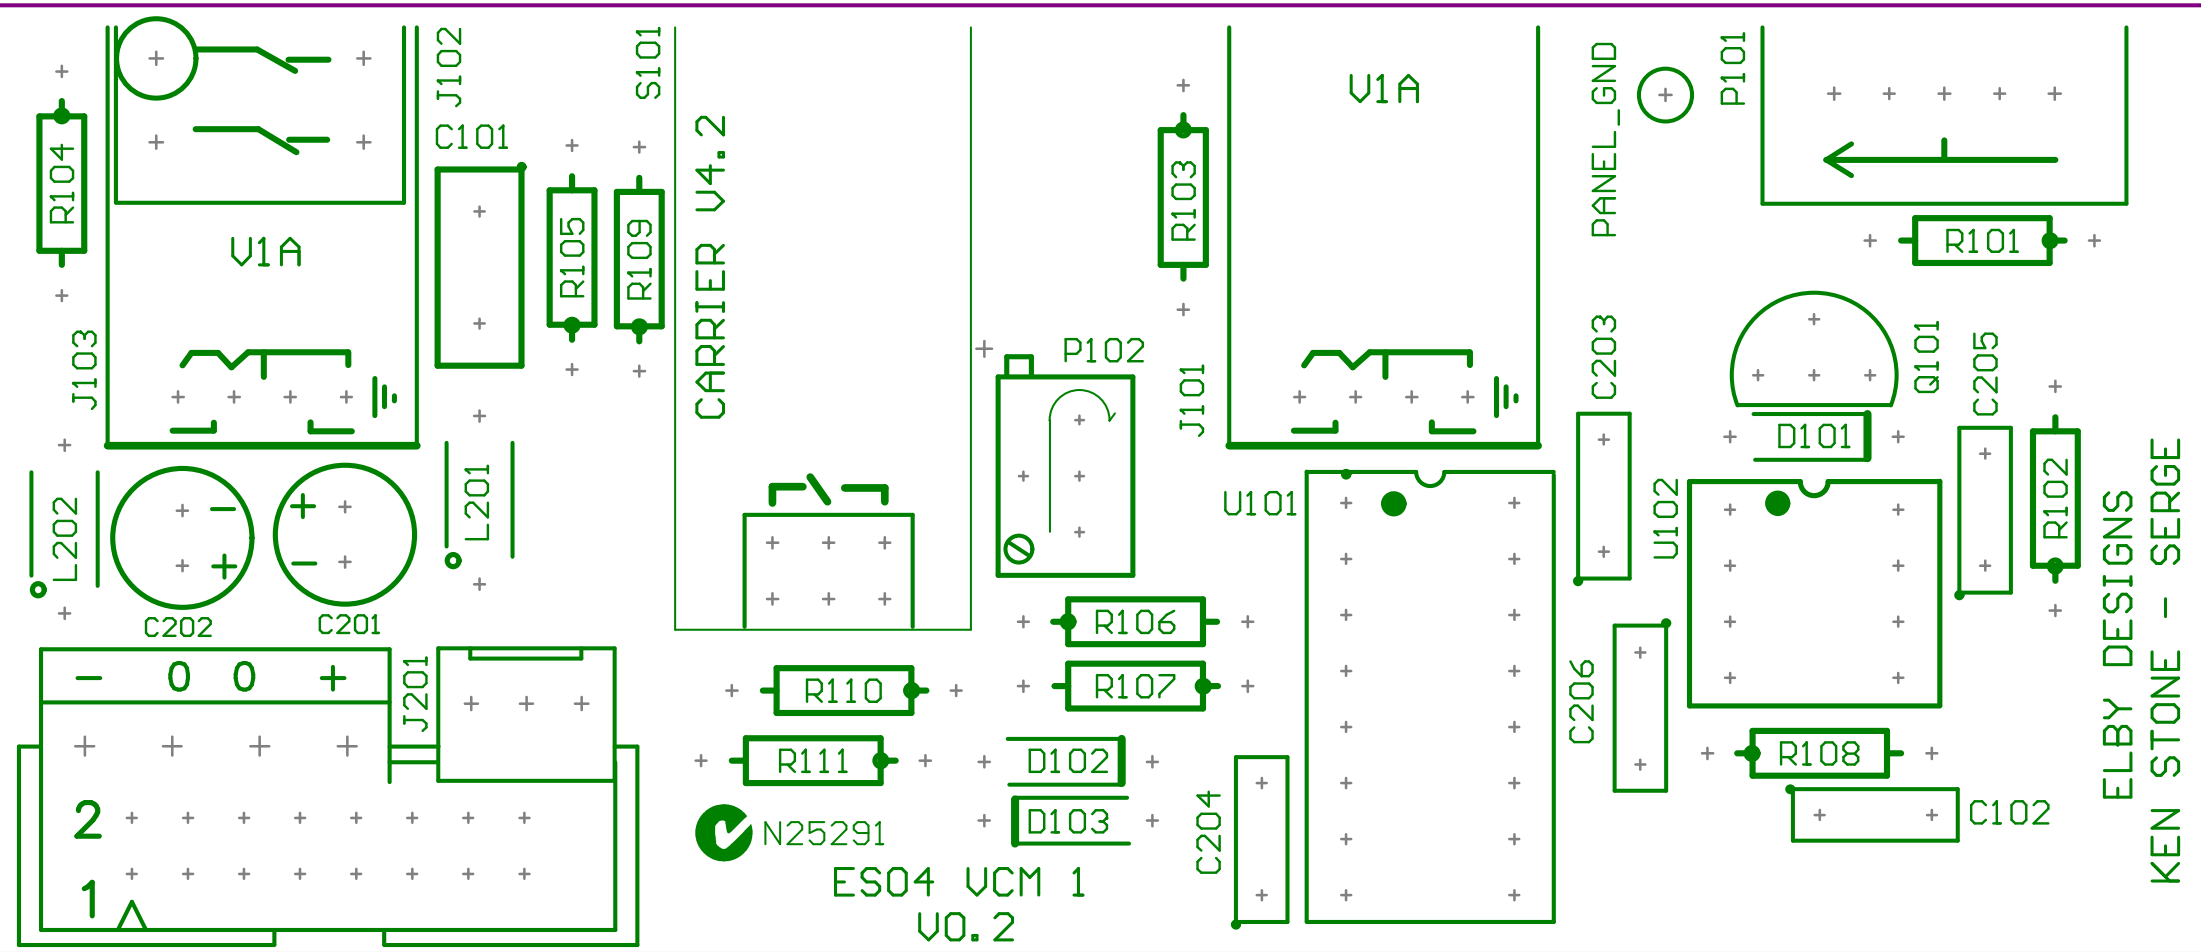 J102
S101
P101
PANEL_GND
V1A
C101
R104
CARRIER V4.2
R103
R105
R109
V1A
R101
J103
P102
J101
C203
Q101
C205
D101
L202
L201
U101
U102
R102
ELBY DESIGNS
KEN STONE - SERGE
- +
+ -
C202
C201
R106
- 0 0 +
J201
R110
R107
C206
R111
D102
R108
2
N25291
D103
C204
C102
1
ESO4 VCM 1
V0.2